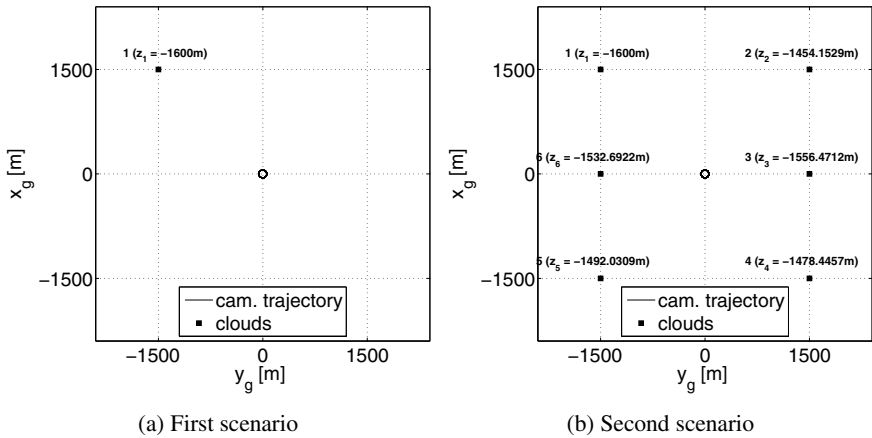 1 (z₁ = −1600m)
1500
0
−1500
x_g [m]
cam. trajectory
clouds
−1500 0 1500
y_g [m]
(a) First scenario
1 (z₁ = −1600m) 2 (z₂ = −1454.1529m)
1500
6 (z₆ = −1532.6922m) 3 (z₃ = −1556.4712m)
0
5 (z₅ = −1492.0309m) 4 (z₄ = −1478.4457m)
−1500
x_g [m]
cam. trajectory
clouds
−1500 0 1500
y_g [m]
(b) Second scenario